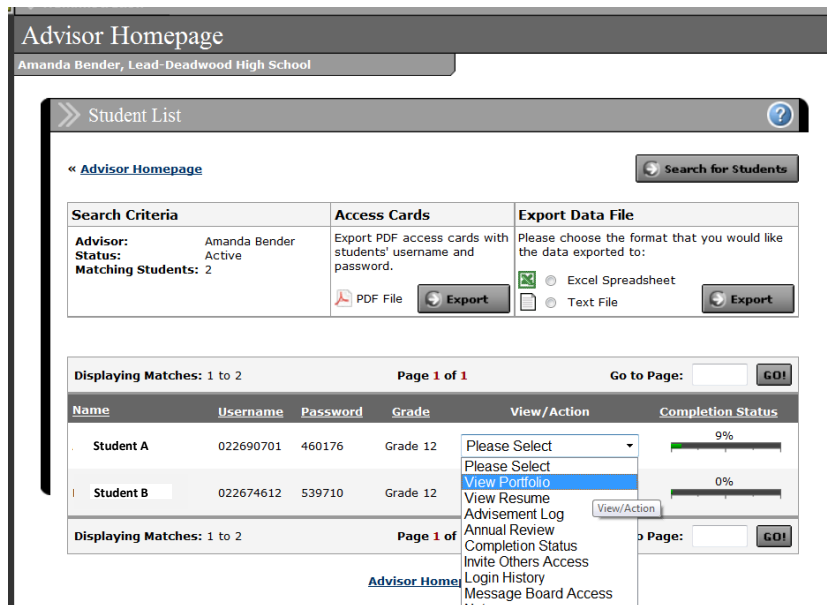 Advisor Homepage
Amanda Bender, Lead-Deadwood High School
Student List
?
« Advisor Homepage
Search for Students
Search Criteria
Advisor: Amanda Bender
Status: Active
Matching Students: 2
Access Cards
Export PDF access cards with
students' username and
password.
PDF File Export
Export Data File
Please choose the format that you would like
the data exported to:
Excel Spreadsheet
Text File
Export
Displaying Matches: 1 to 2 Page 1 of 1 Go to Page: GO!
Name Username Password Grade View/Action Completion Status
Student A 022690701 460176 Grade 12 Please Select 9%
Student B 022674612 539710 Grade 12 0%
Please Select
View Portfolio
View Resume
Advisement Log
Annual Review
Completion Status
Invite Others Access
Login History
Message Board Access
View/Action
Displaying Matches: 1 to 2 Page 1 of Page: GO!
Advisor